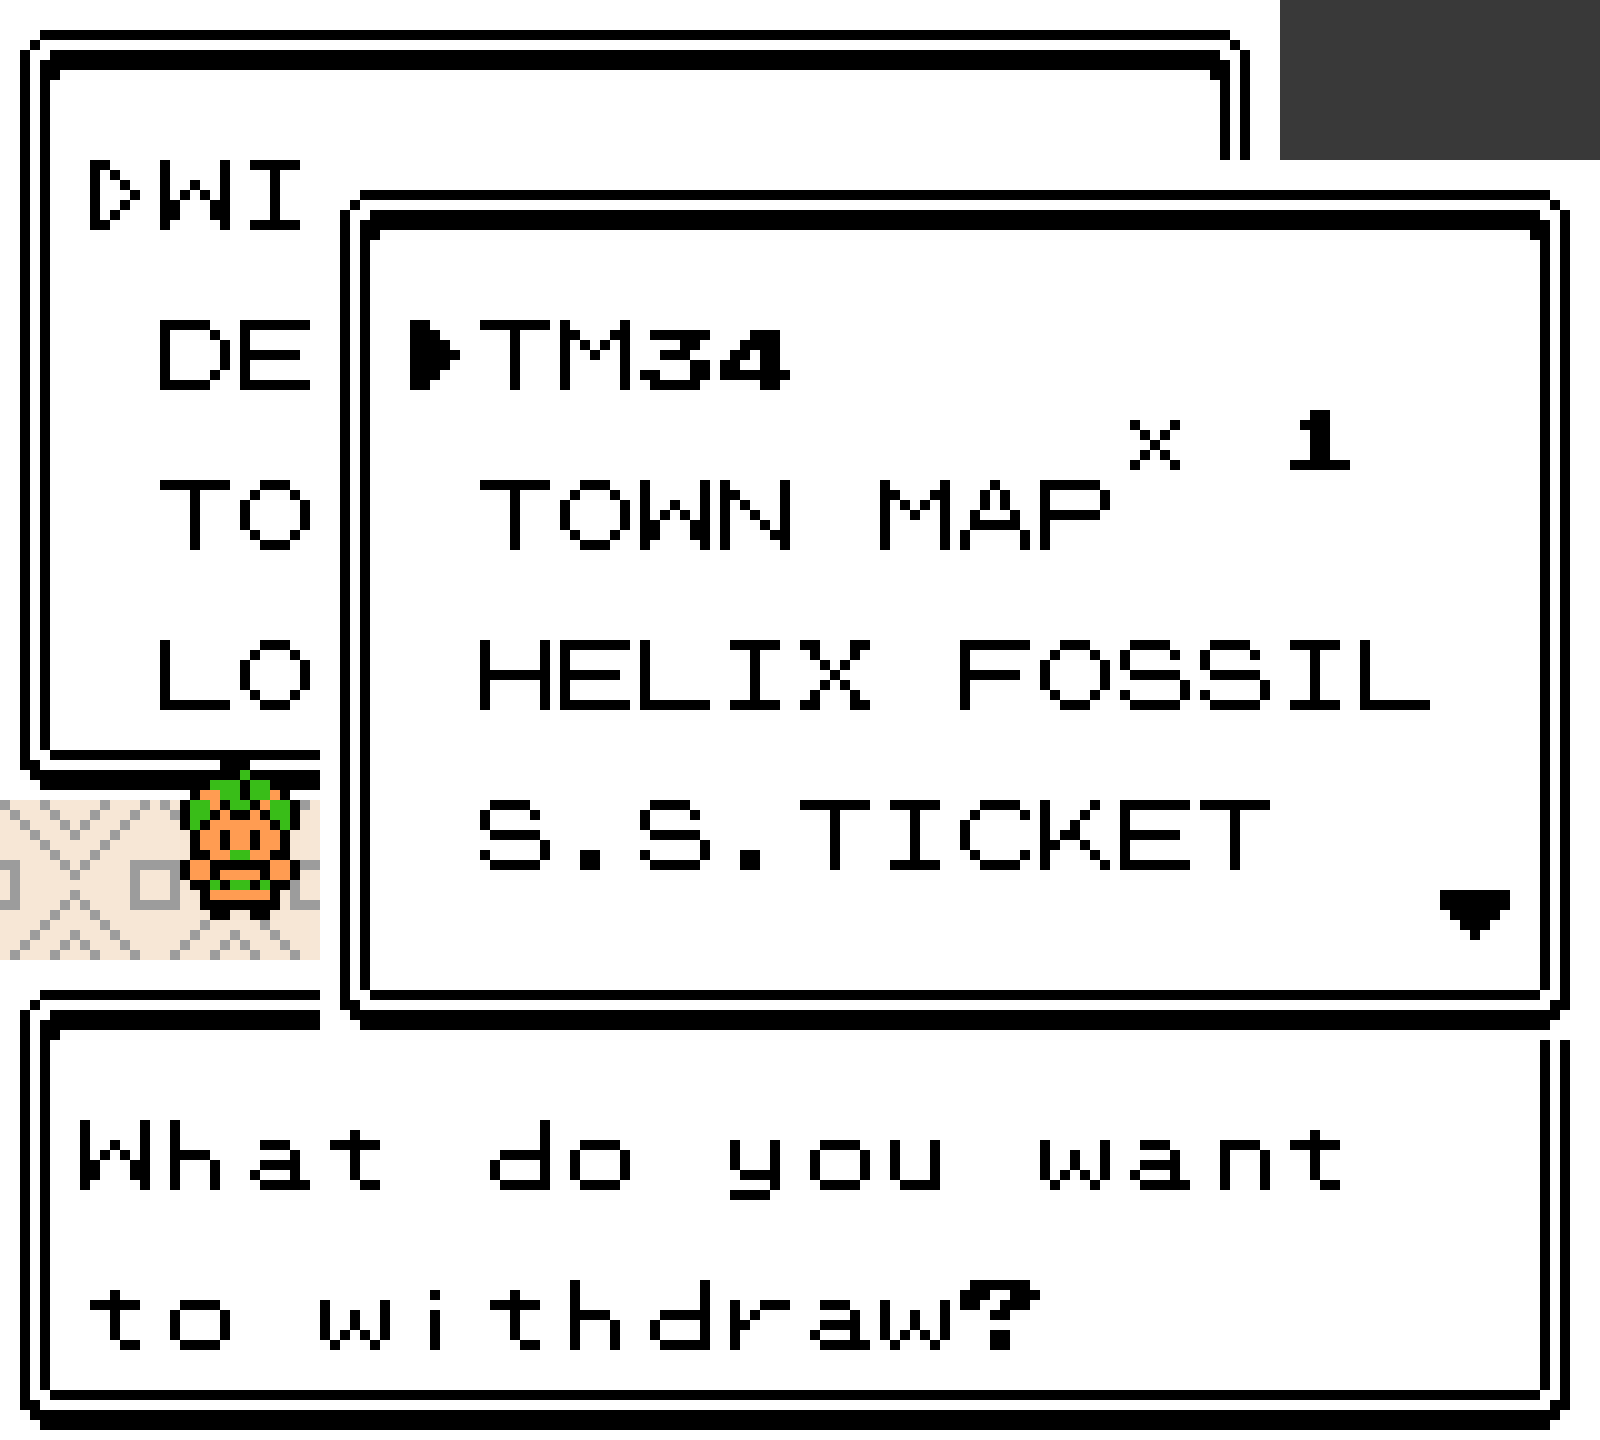 ▷WI
DE
TO
LO
▶TM34
× 1
TOWN MAP
HELIX FOSSIL
S.S.TICKET
▼
What do you want
to withdraw?